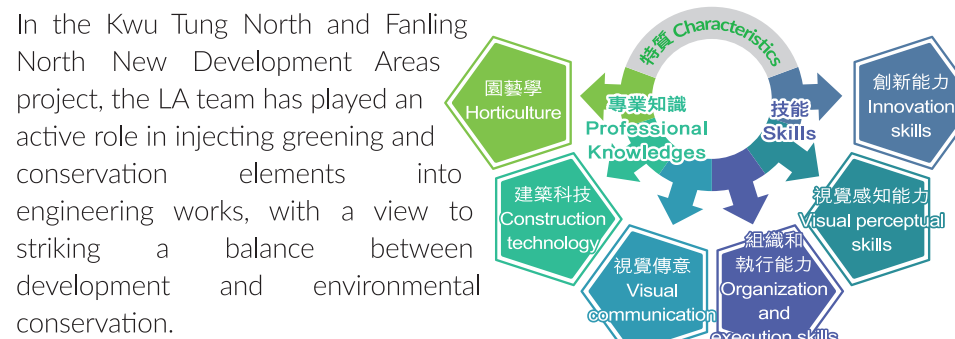 In the Kwu Tung North and Fanling
North New Development Areas
project, the LA team has played an
active role in injecting greening and
conservation elements into
engineering works, with a view to
striking a balance between
development and environmental
conservation.
特質 Characteristics
專業知識
Professional
Knowledges
技能
Skills
園藝學
Horticulture
建築科技
Construction
technology
視覺傳意
Visual
communication
組織和
執行能力
Organization
and
execution skills
視覺感知能力
Visual perceptual
skills
創新能力
Innovation
skills